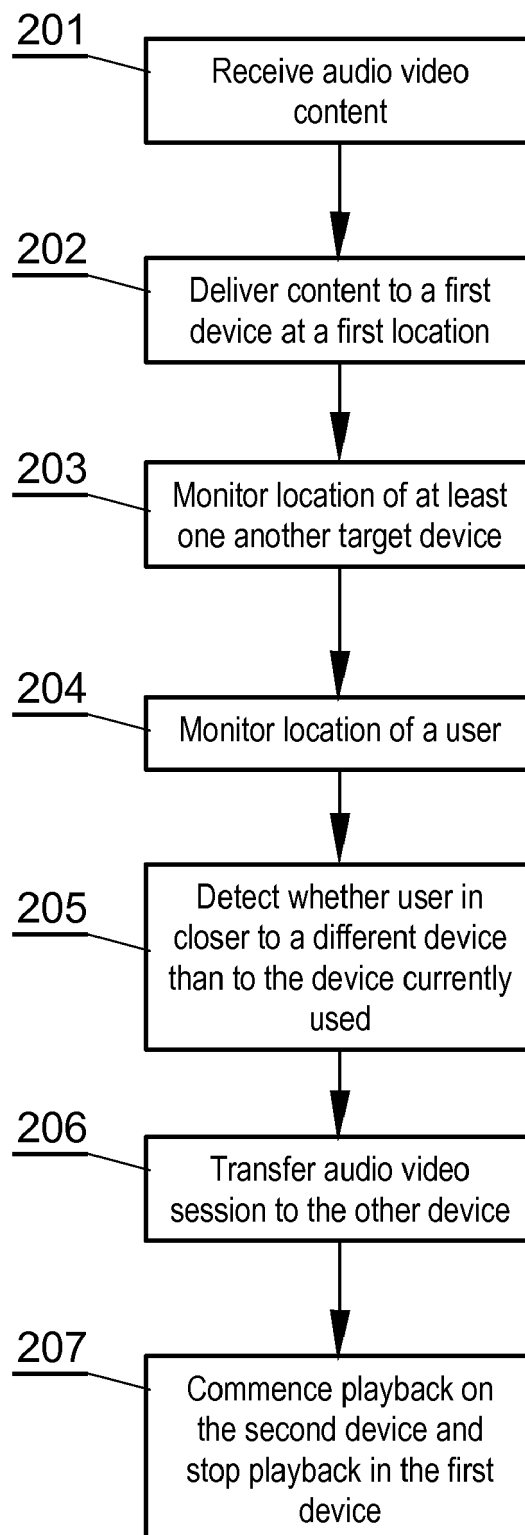 201
Receive audio video
content
202
Deliver content to a first
device at a first location
203
Monitor location of at least
one another target device
204
Monitor location of a user
205
Detect whether user in
closer to a different device
than to the device currently
used
206
Transfer audio video
session to the other device
207
Commence playback on
the second device and
stop playback in the first
device